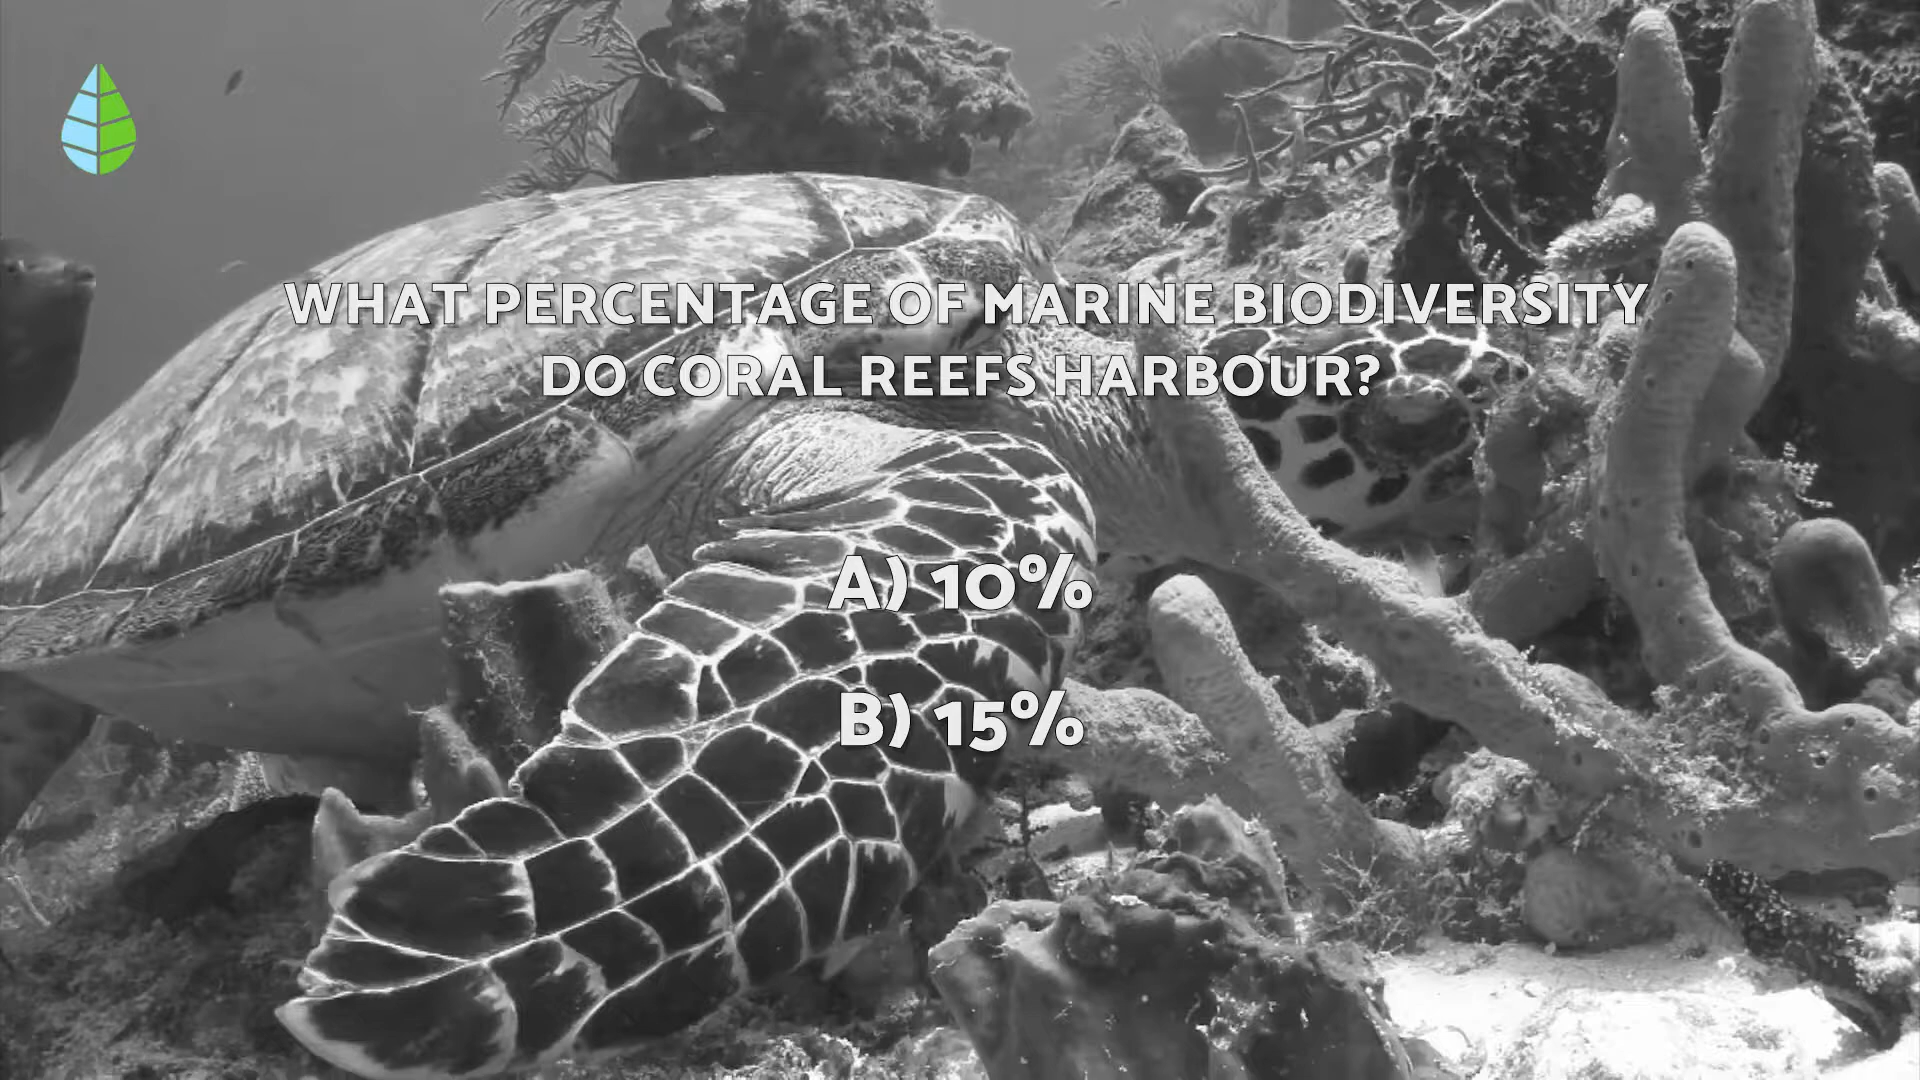 WHAT PERCENTAGE OF MARINE BIODIVERSITY
DO CORAL REEFS HARBOUR?
A) 10%
B) 15%